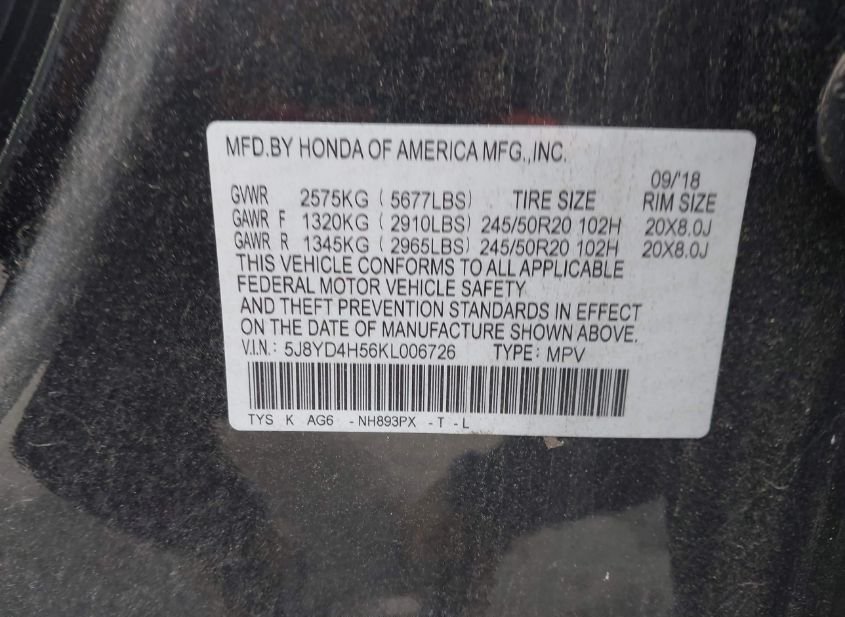 MFD.BY HONDA OF AMERICA MFG.,INC.
09/'18
GVWR 2575KG ( 5677LBS) TIRE SIZE RIM SIZE
GAWR F 1320KG ( 2910LBS) 245/50R20 102H 20X8.0J
GAWR R 1345KG ( 2965LBS) 245/50R20 102H 20X8.0J
THIS VEHICLE CONFORMS TO ALL APPLICABLE
FEDERAL MOTOR VEHICLE SAFETY
AND THEFT PREVENTION STANDARDS IN EFFECT
ON THE DATE OF MANUFACTURE SHOWN ABOVE.
V.I.N.: 5J8YD4H56KL006726 TYPE: MPV
TYS K AG6 -NH893PX -T -L